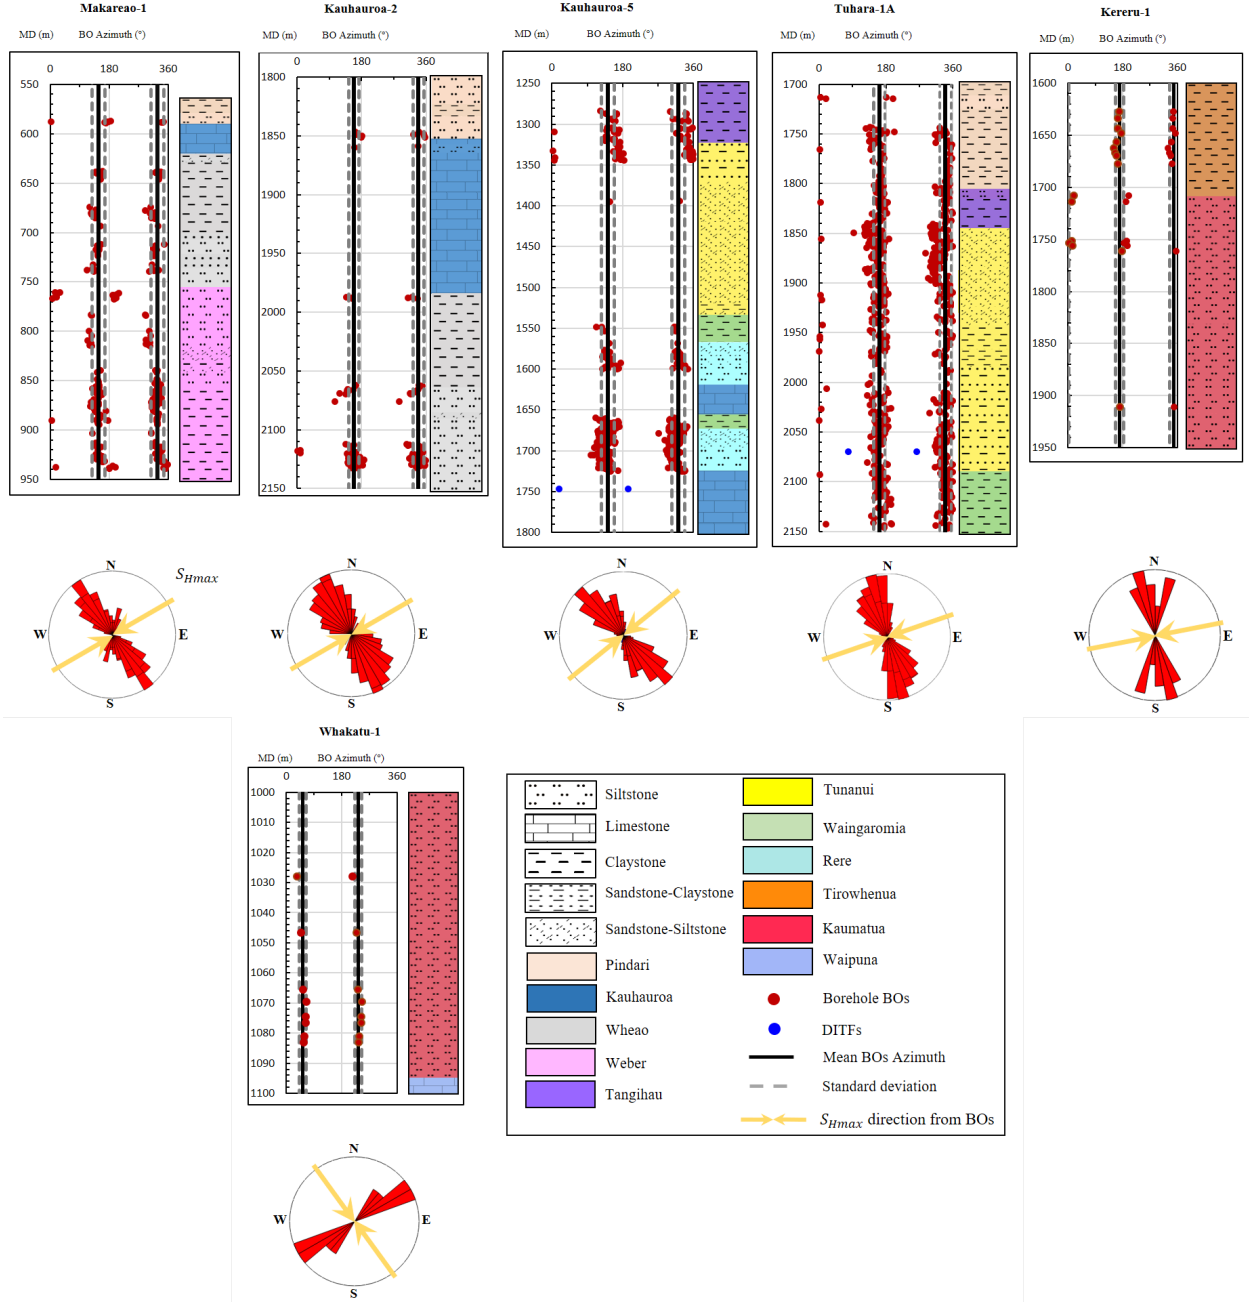 Makareao-1
MD (m) BO Azimuth (°)
0 180 360
550
600
650
700
750
800
850
900
950
Kauhauroa-2
MD (m) BO Azimuth (°)
0 180 360
1800
1850
1900
1950
2000
2050
2100
2150
Kauhauroa-5
MD (m) BO Azimuth (°)
0 180 360
1250
1300
1350
1400
1450
1500
1550
1600
1650
1700
1750
1800
Tuhara-1A
MD (m) BO Azimuth (°)
0 180 360
1700
1750
1800
1850
1900
1950
2000
2050
2100
2150
Kereru-1
MD (m) BO Azimuth (°)
0 180 360
1600
1650
1700
1750
1800
1850
1900
1950
N
W E
S
S_Hmax
N
W E
S
N
W E
S
N
W E
S
N
W E
S
Whakatu-1
MD (m) BO Azimuth (°)
0 180 360
1000
1010
1020
1030
1040
1050
1060
1070
1080
1090
1100
N
W E
S
Siltstone
Limestone
Claystone
Sandstone-Claystone
Sandstone-Siltstone
Pindari
Kauhauroa
Wheao
Weber
Tangihau
Tunanui
Waingaromia
Rere
Tirowhenua
Kaumatua
Waipuna
Borehole BOs
DITFs
Mean BOs Azimuth
Standard deviation
S_Hmax direction from BOs